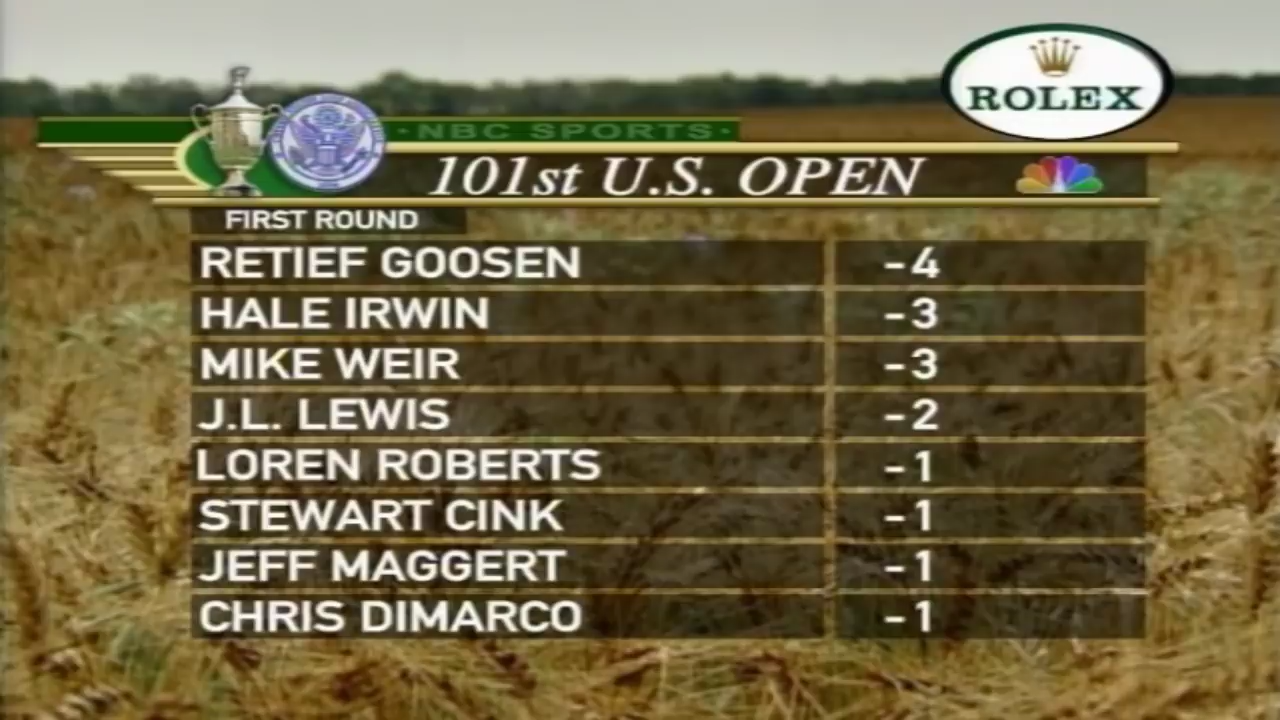 ROLEX
NBC SPORTS
101st U.S. OPEN
FIRST ROUND
RETIEF GOOSEN -4
HALE IRWIN -3
MIKE WEIR -3
J.L. LEWIS -2
LOREN ROBERTS -1
STEWART CINK -1
JEFF MAGGERT -1
CHRIS DIMARCO -1